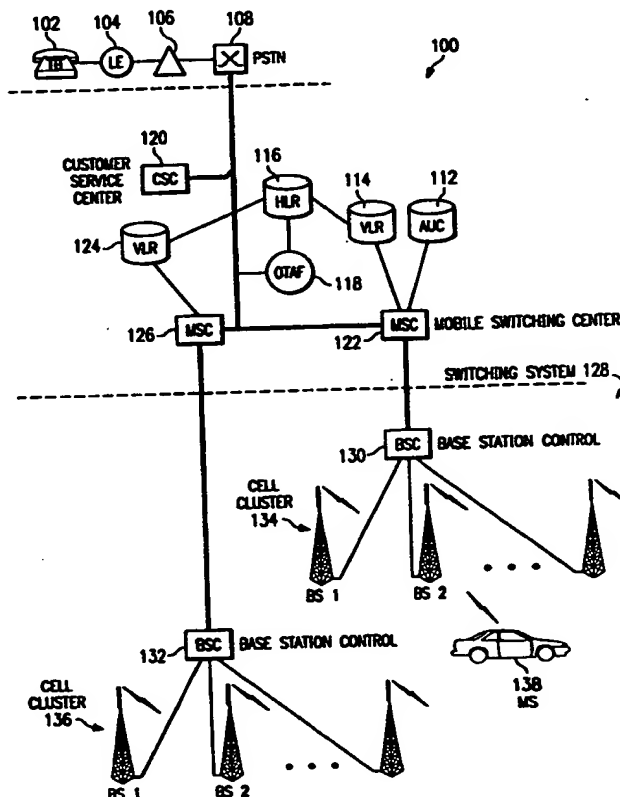 102
104
106
108
LE
PSTN
100
120
CUSTOMER SERVICE CENTER
CSC
116
HLR
114
VLR
112
AUC
124
VLR
OTAF
118
126
MSC
122
MSC
MOBILE SWITCHING CENTER
SWITCHING SYSTEM 128
130
BSC
BASE STATION CONTROL
CELL CLUSTER 134
BS 1
BS 2
132
BSC
BASE STATION CONTROL
138
MS
CELL CLUSTER 136
BS 1
BS 2